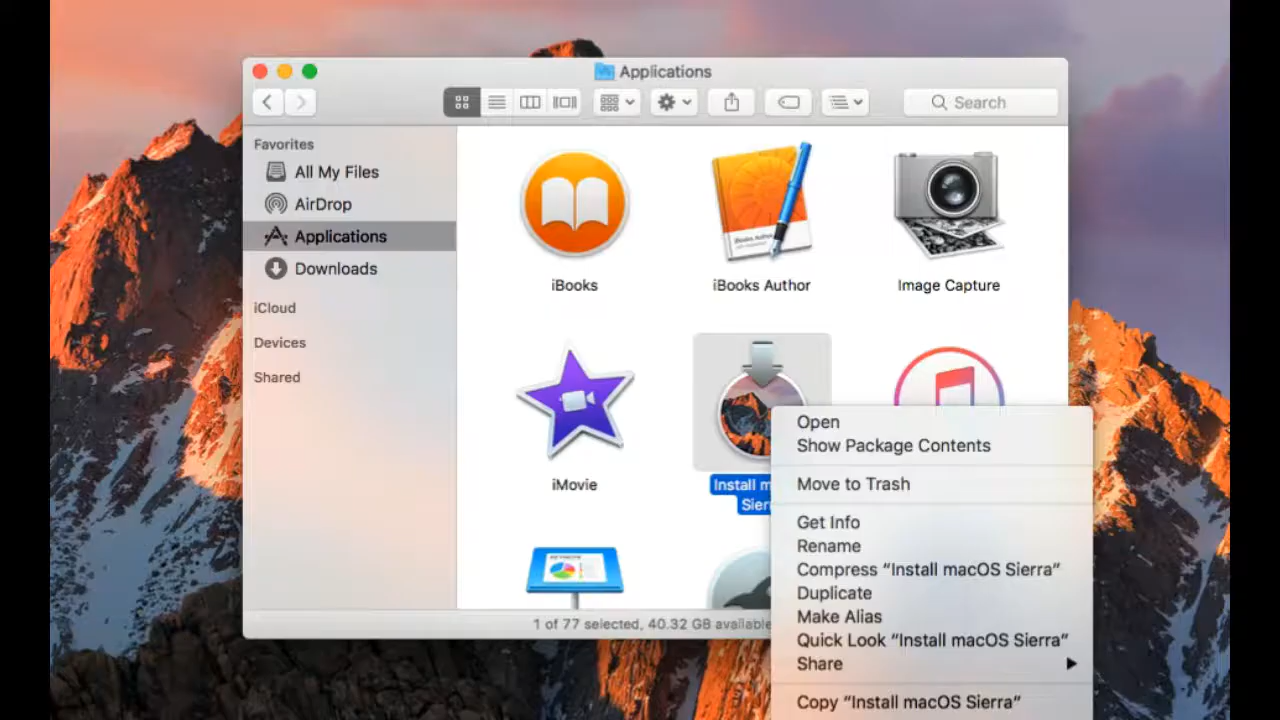 Applications
Search
Favorites
All My Files
AirDrop
Applications
Downloads
iCloud
Devices
Shared
iBooks
iBooks Author
Image Capture
iMovie
Install m
Sier
1 of 77 selected, 40.32 GB available
Open
Show Package Contents
Move to Trash
Get Info
Rename
Compress “Install macOS Sierra”
Duplicate
Make Alias
Quick Look “Install macOS Sierra”
Share
Copy “Install macOS Sierra”